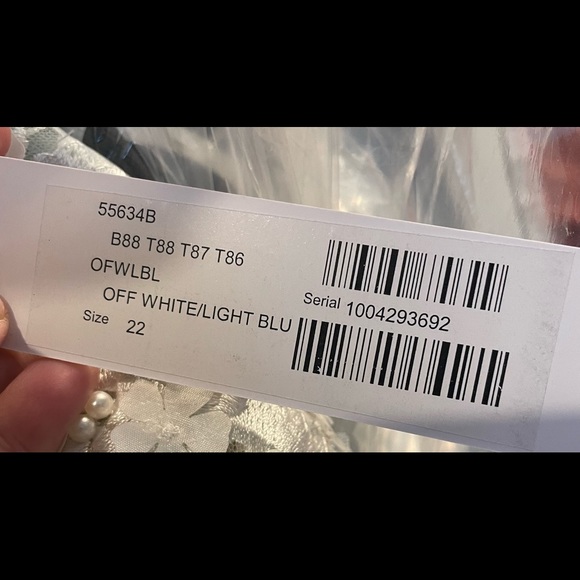 55634B
B88 T88 T87 T86
OFWLBL
OFF WHITE/LIGHT BLU
Size 22
Serial 1004293692